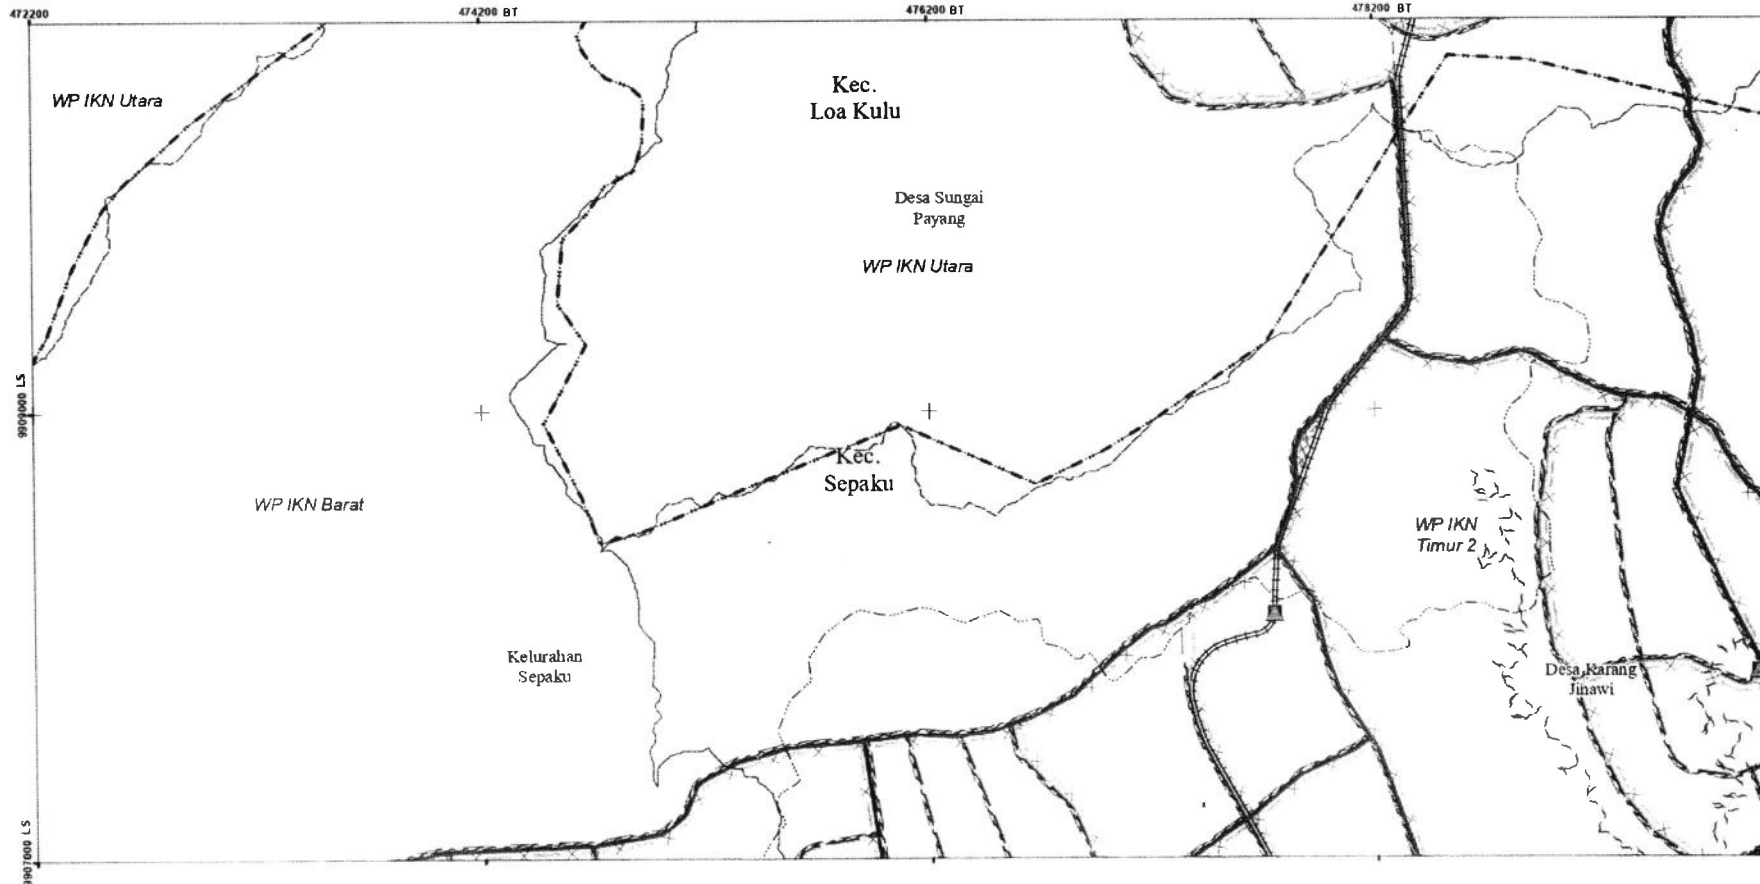 472200 BT
474200 BT
476200 BT
478200 BT
WP IKN Utara
Kec.
Loa Kulu
Desa Sungai
Payang
WP IKN Utara
9909000 LS
Kec.
Sepaku
WP IKN Barat
WP IKN
Timur 2
Kelurahan
Sepaku
Desa Karang
Jinawi
9907000 LS